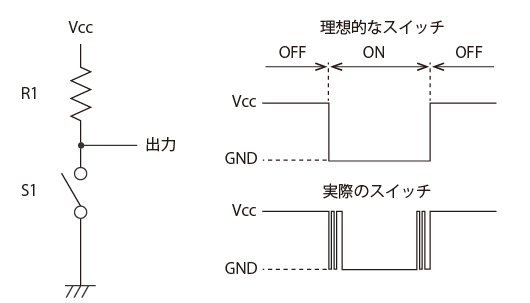 Vcc
R1
出力
S1
理想的なスイッチ
OFF ON OFF
Vcc
GND
実際のスイッチ
Vcc
GND